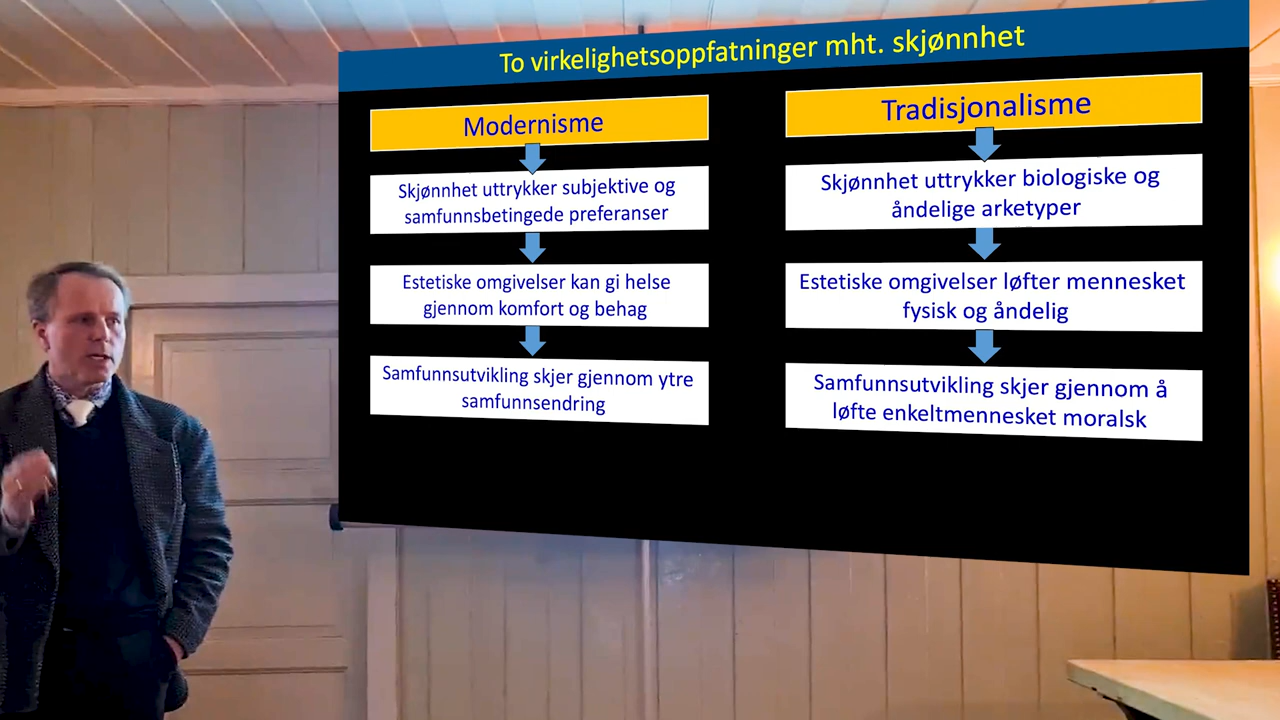 To virkelighetsoppfatninger mht. skjønnhet
Modernisme
Skjønnhet uttrykker subjektive og
samfunnsbetingede preferanser
Estetiske omgivelser kan gi helse
gjennom komfort og behag
Samfunnsutvikling skjer gjennom ytre
samfunnsendring
Tradisjonalisme
Skjønnhet uttrykker biologiske og
åndelige arketyper
Estetiske omgivelser løfter mennesket
fysisk og åndelig
Samfunnsutvikling skjer gjennom å
løfte enkeltmennesket moralsk